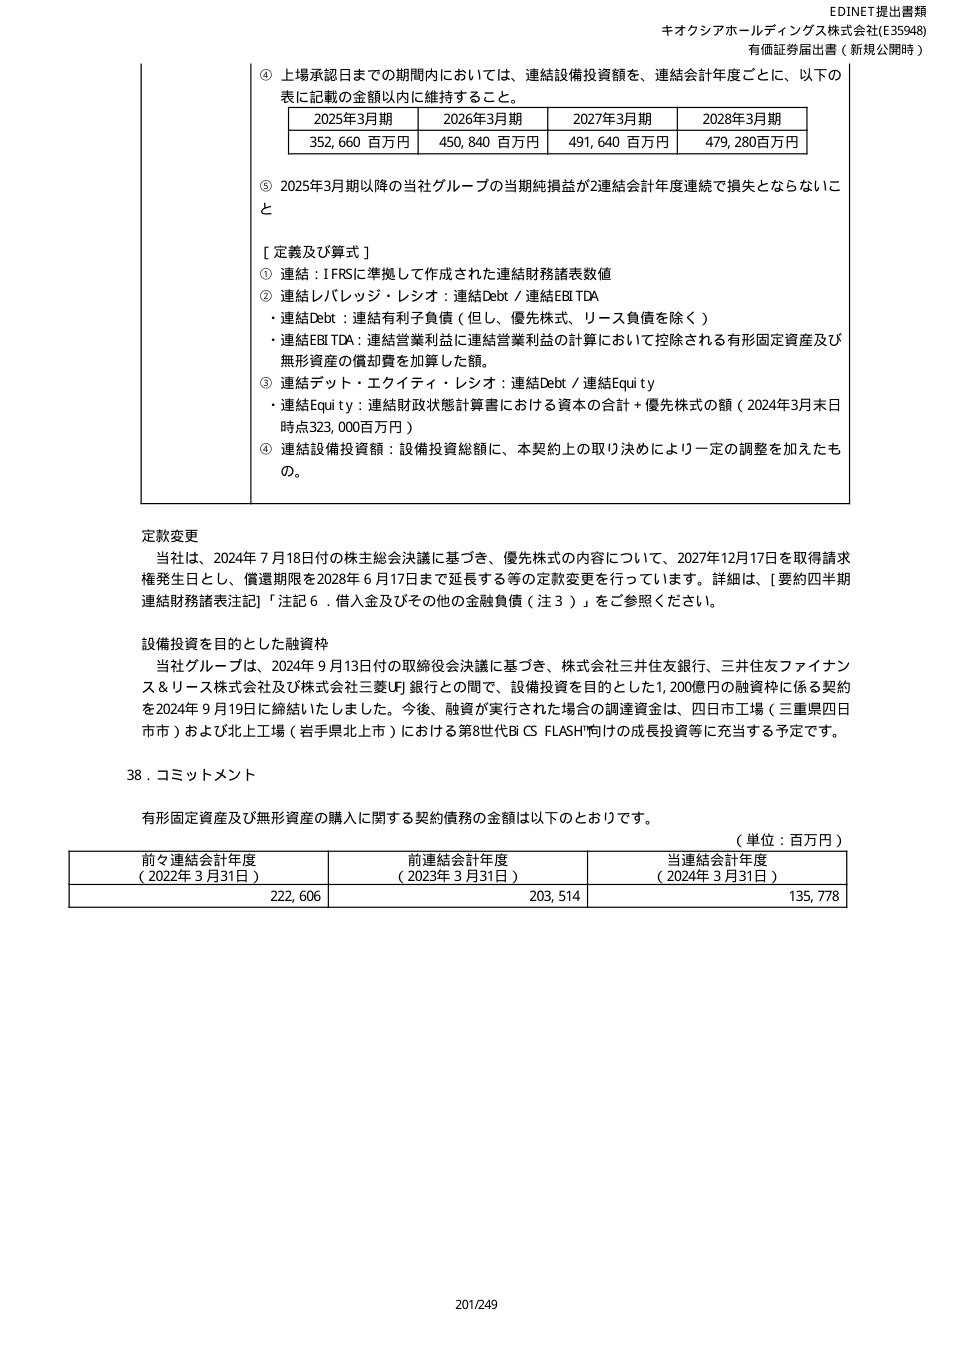 EDINET提出書類
キオクシアホールディングス株式会社(E35948)
有価証券届出書（新規公開時）
④ 上場承認日までの期間内においては、連結設備投資額を、連結会計年度ごとに、以下の
表に記載の金額以内に維持すること。
2025年3月期 2026年3月期 2027年3月期 2028年3月期
352,660 百万円 450,840 百万円 491,640 百万円 479,280百万円
⑤ 2025年3月期以降の当社グループの当期純損益が2連結会計年度連続で損失とならないこ
と
[定義及び算式]
① 連結：IFRSに準拠して作成された連結財務諸表数値
② 連結レバレッジ・レシオ：連結Debt / 連結EBITDA
・連結Debt：連結有利子負債（但し、優先株式、リース負債を除く）
・連結EBITDA：連結営業利益に連結営業利益の計算において控除される有形固定資産及び
無形資産の償却費を加算した額。
③ 連結デット・エクイティ・レシオ：連結Debt / 連結Equity
・連結Equity：連結財政状態計算書における資本の合計＋優先株式の額（2024年3月末日
時点323,000百万円）
④ 連結設備投資額：設備投資総額に、本契約上の取り決めにより一定の調整を加えたも
の。
定款変更
当社は、2024年７月18日付の株主総会決議に基づき、優先株式の内容について、2027年12月17日を取得請求
権発生日とし、償還期限を2028年６月17日まで延長する等の定款変更を行っています。詳細は、[要約四半期
連結財務諸表注記]「注記６．借入金及びその他の金融負債（注３）」をご参照ください。
設備投資を目的とした融資枠
当社グループは、2024年９月13日付の取締役会決議に基づき、株式会社三井住友銀行、三井住友ファイナン
ス＆リース株式会社及び株式会社三菱UFJ銀行との間で、設備投資を目的とした1,200億円の融資枠に係る契約
を2024年９月19日に締結いたしました。今後、融資が実行された場合の調達資金は、四日市工場（三重県四日
市市）および北上工場（岩手県北上市）における第8世代BiCS FLASH™向けの成長投資等に充当する予定です。
38．コミットメント
有形固定資産及び無形資産の購入に関する契約債務の金額は以下のとおりです。
（単位：百万円）
前々連結会計年度 前連結会計年度 当連結会計年度
（2022年３月31日） （2023年３月31日） （2024年３月31日）
222,606 203,514 135,778
201/249